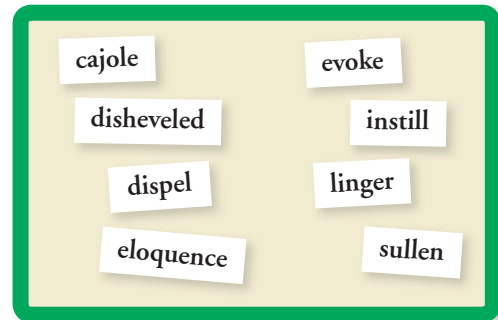 cajole
disheveled
dispel
eloquence
evoke
instill
linger
sullen